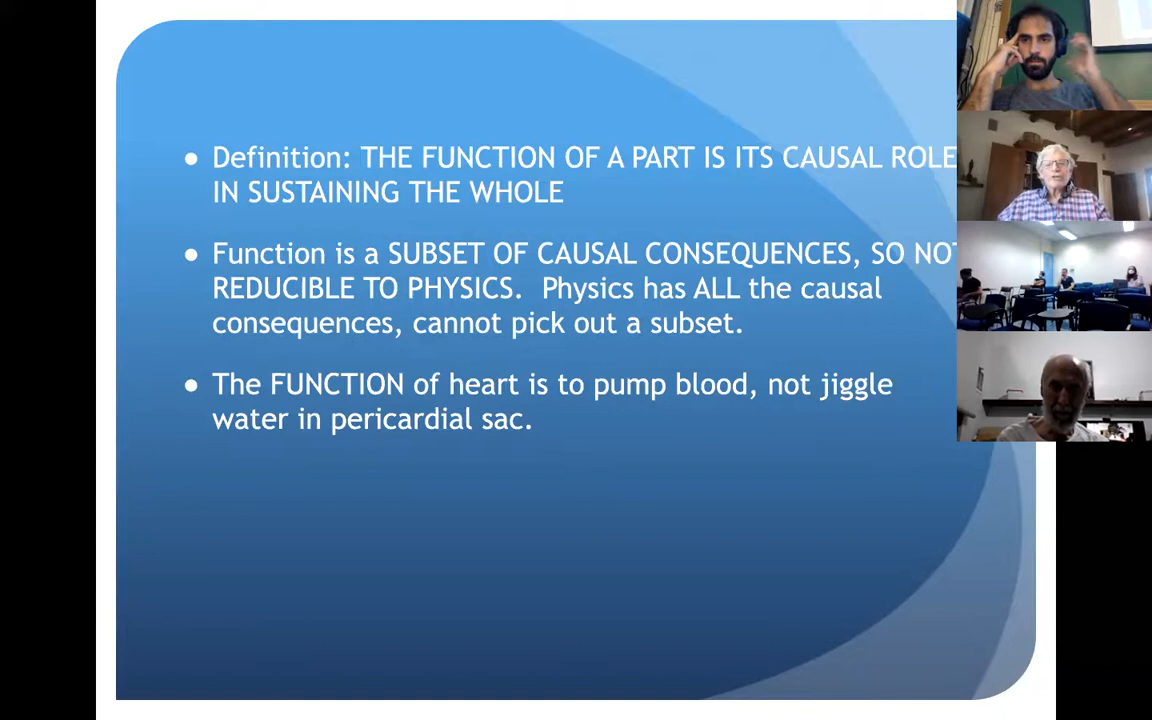 ● Definition: THE FUNCTION OF A PART IS ITS CAUSAL ROLE
IN SUSTAINING THE WHOLE
● Function is a SUBSET OF CAUSAL CONSEQUENCES, SO NOT
REDUCIBLE TO PHYSICS. Physics has ALL the causal
consequences, cannot pick out a subset.
● The FUNCTION of heart is to pump blood, not jiggle
water in pericardial sac.